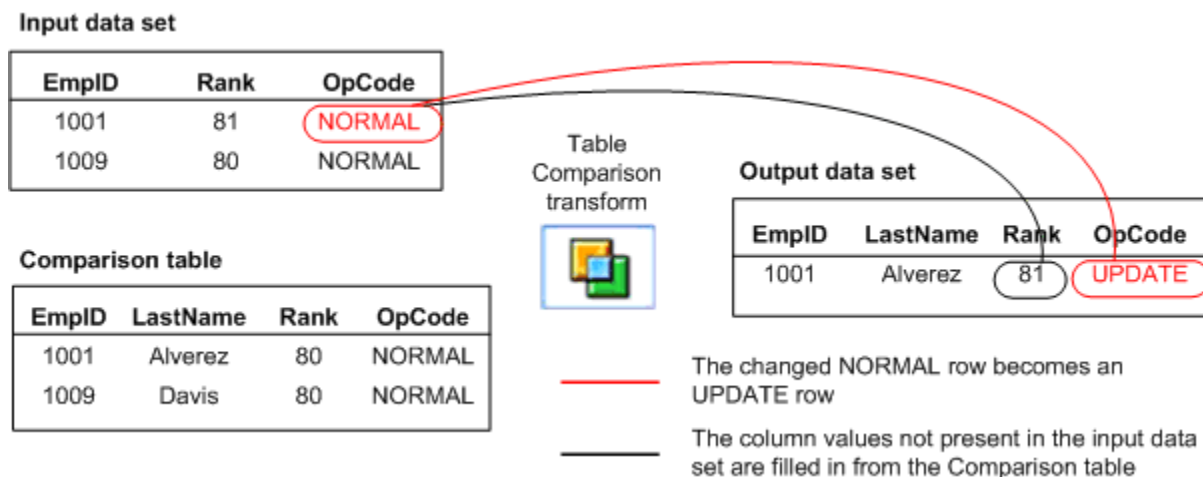 Input data set
EmpID Rank OpCode
1001 81 NORMAL
1009 80 NORMAL
Comparison table
EmpID LastName Rank OpCode
1001 Alverez 80 NORMAL
1009 Davis 80 NORMAL
Table
Comparison
transform
Output data set
EmpID LastName Rank OpCode
1001 Alverez 81 UPDATE
The changed NORMAL row becomes an
UPDATE row
The column values not present in the input data
set are filled in from the Comparison table